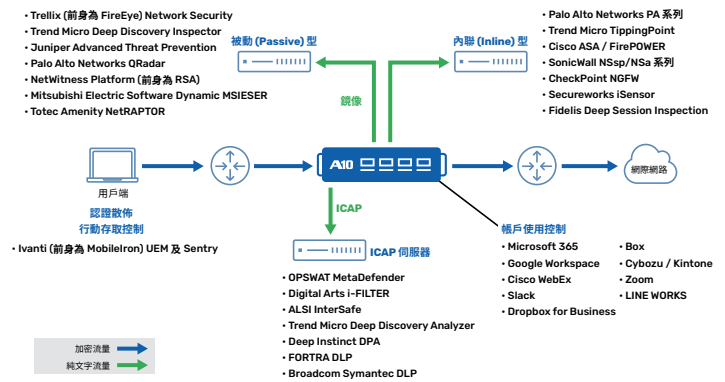 • Trellix (前身為 FireEye) Network Security
• Trend Micro Deep Discovery Inspector
• Juniper Advanced Threat Prevention
• Palo Alto Networks QRadar
• NetWitness Platform (前身為 RSA)
• Mitsubishi Electric Software Dynamic MSIESER
• Totec Amenity NetRAPTOR
被動 (Passive) 型
內聯 (Inline) 型
• Palo Alto Networks PA 系列
• Trend Micro TippingPoint
• Cisco ASA / FirePOWER
• SonicWall NSsp/NSa 系列
• CheckPoint NGFW
• Secureworks iSensor
• Fidelis Deep Session Inspection
鏡像
A10
網際網路
用戶端
認證散佈
行動存取控制
• Ivanti (前身為 MobileIron) UEM 及 Sentry
ICAP
ICAP 伺服器
• OPSWAT MetaDefender
• Digital Arts i-FILTER
• ALSI InterSafe
• Trend Micro Deep Discovery Analyzer
• Deep Instinct DPA
• FORTRA DLP
• Broadcom Symantec DLP
帳戶使用控制
• Microsoft 365
• Google Workspace
• Cisco WebEx
• Slack
• Dropbox for Business
• Box
• Cybozu / Kintone
• Zoom
• LINE WORKS
加密流量
純文字流量